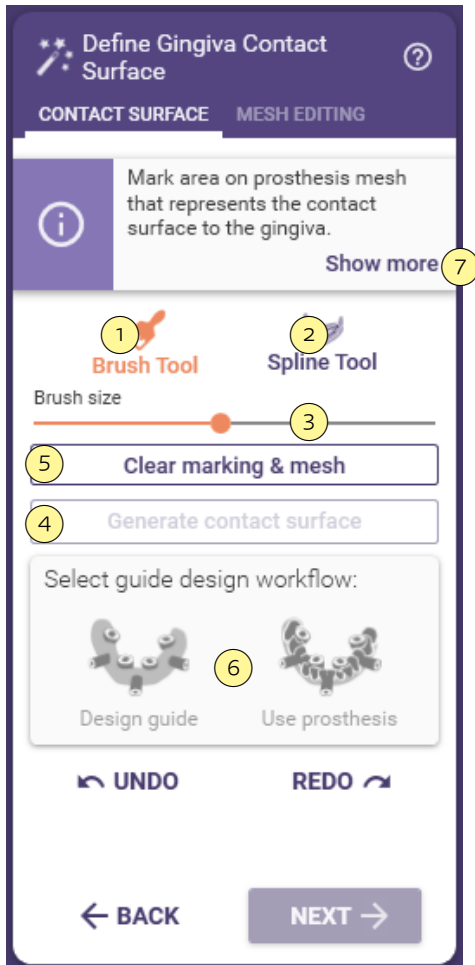 Define Gingiva Contact
Surface
CONTACT SURFACE MESH EDITING
Mark area on prosthesis mesh
that represents the contact
surface to the gingiva.
Show more 7
1 2
Brush Tool Spline Tool
Brush size
3
5 Clear marking & mesh
4 Generate contact surface
Select guide design workflow:
6
Design guide Use prosthesis
UNDO REDO
BACK NEXT